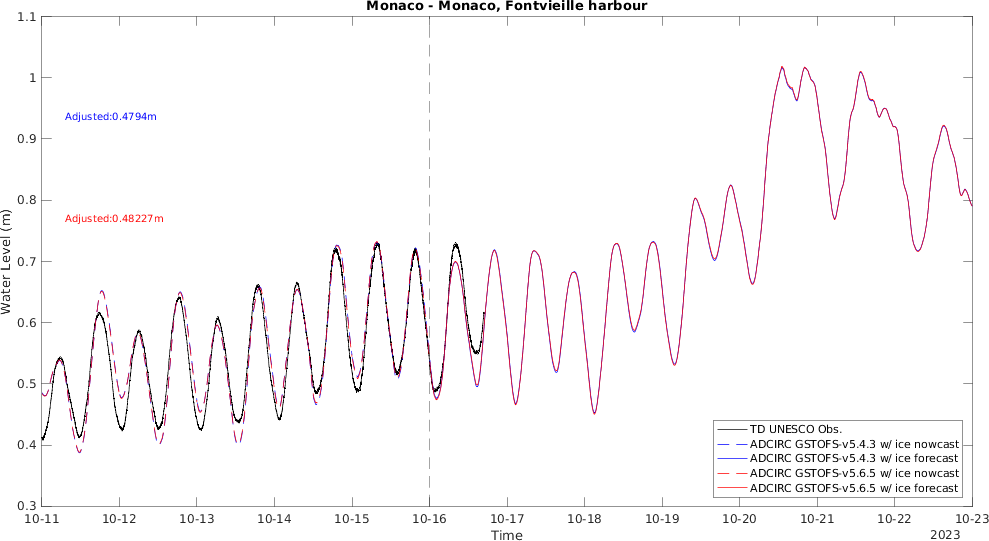 Monaco - Monaco, Fontvieille harbour
1.1
1
0.9
0.8
0.7
0.6
0.5
0.4
0.3
Water Level (m)
Adjusted:0.4794m
Adjusted:0.48227m
TD UNESCO Obs.
ADCIRC GSTOFS-v5.4.3 w/ ice nowcast
ADCIRC GSTOFS-v5.4.3 w/ ice forecast
ADCIRC GSTOFS-v5.6.5 w/ ice nowcast
ADCIRC GSTOFS-v5.6.5 w/ ice forecast
10-11 10-12 10-13 10-14 10-15 10-16 10-17 10-18 10-19 10-20 10-21 10-22 10-23
Time
2023